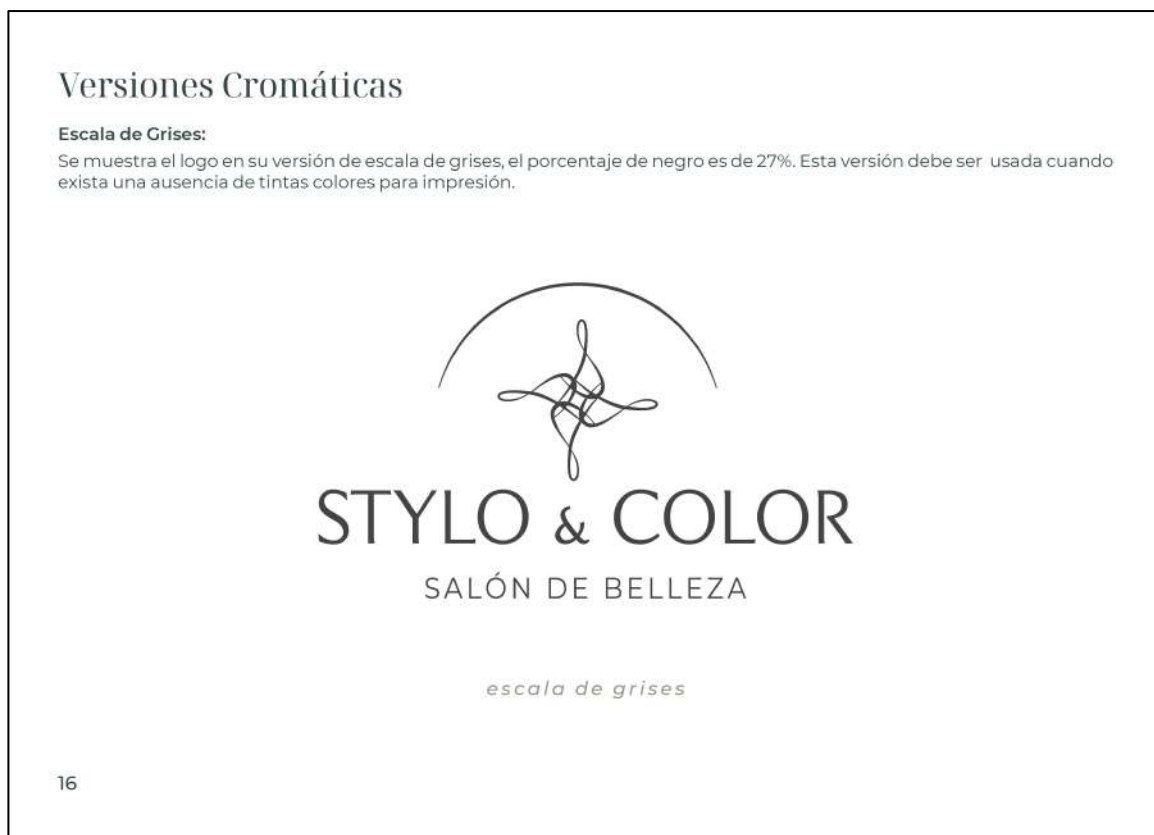 Versiones Cromáticas
Escala de Grises:
Se muestra el logo en su versión de escala de grises, el porcentaje de negro es de 27%. Esta versión debe ser usada cuando
exista una ausencia de tintas colores para impresión.
STYLO & COLOR
SALÓN DE BELLEZA
escala de grises
16